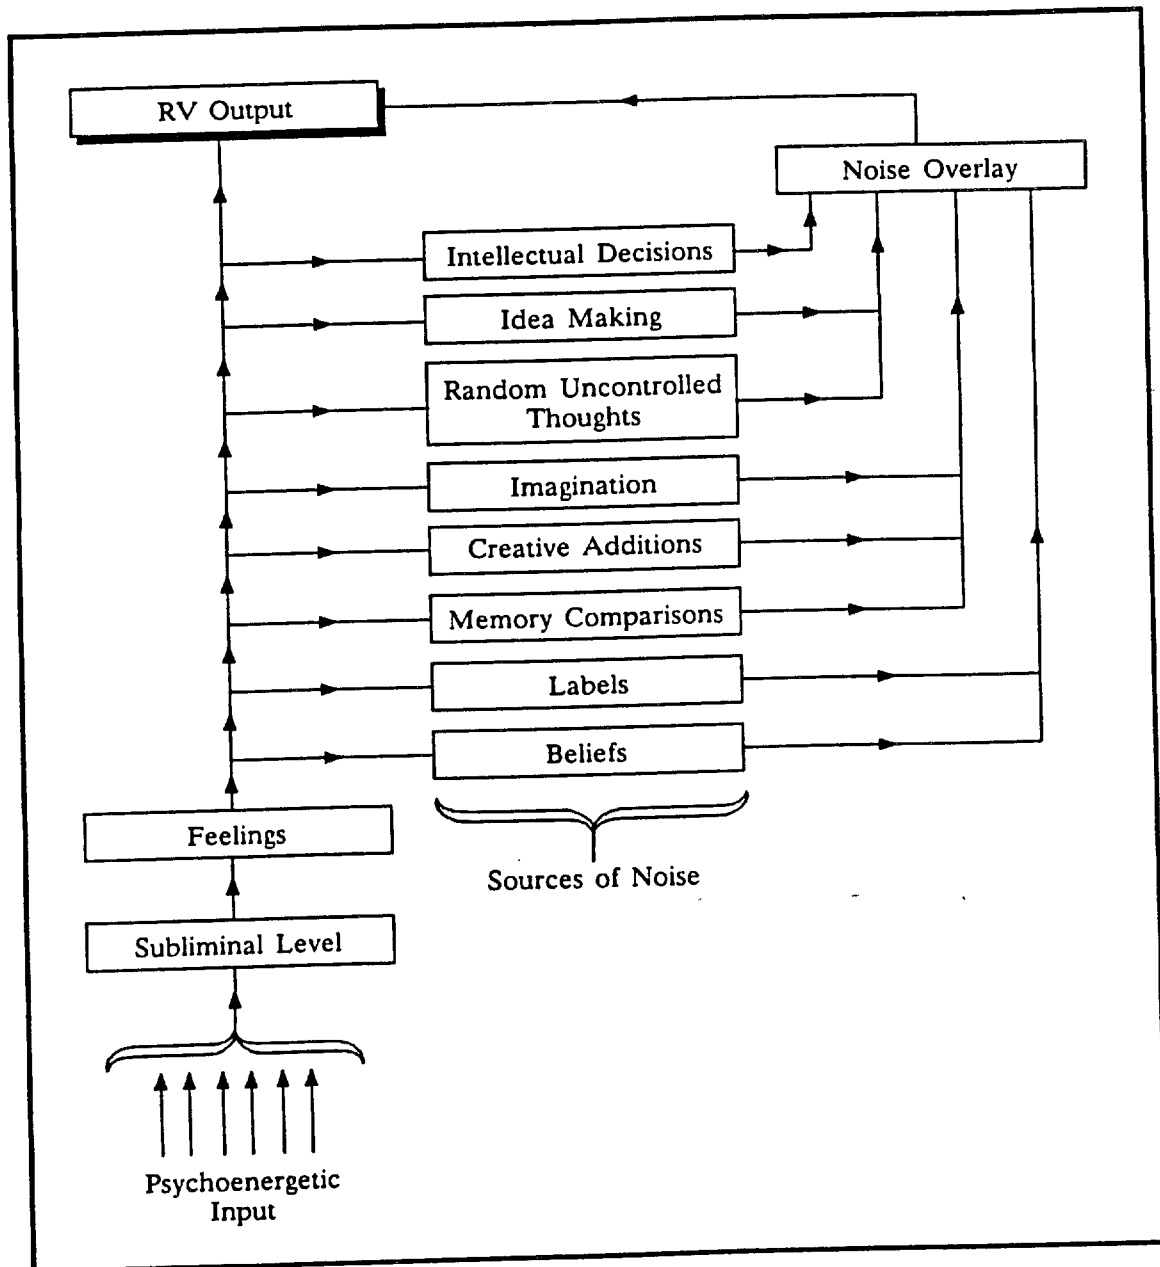 RV Output
Noise Overlay
Intellectual Decisions
Idea Making
Random Uncontrolled
Thoughts
Imagination
Creative Additions
Memory Comparisons
Labels
Beliefs
Feelings
Sources of Noise
Subliminal Level
Psychoenergetic
Input